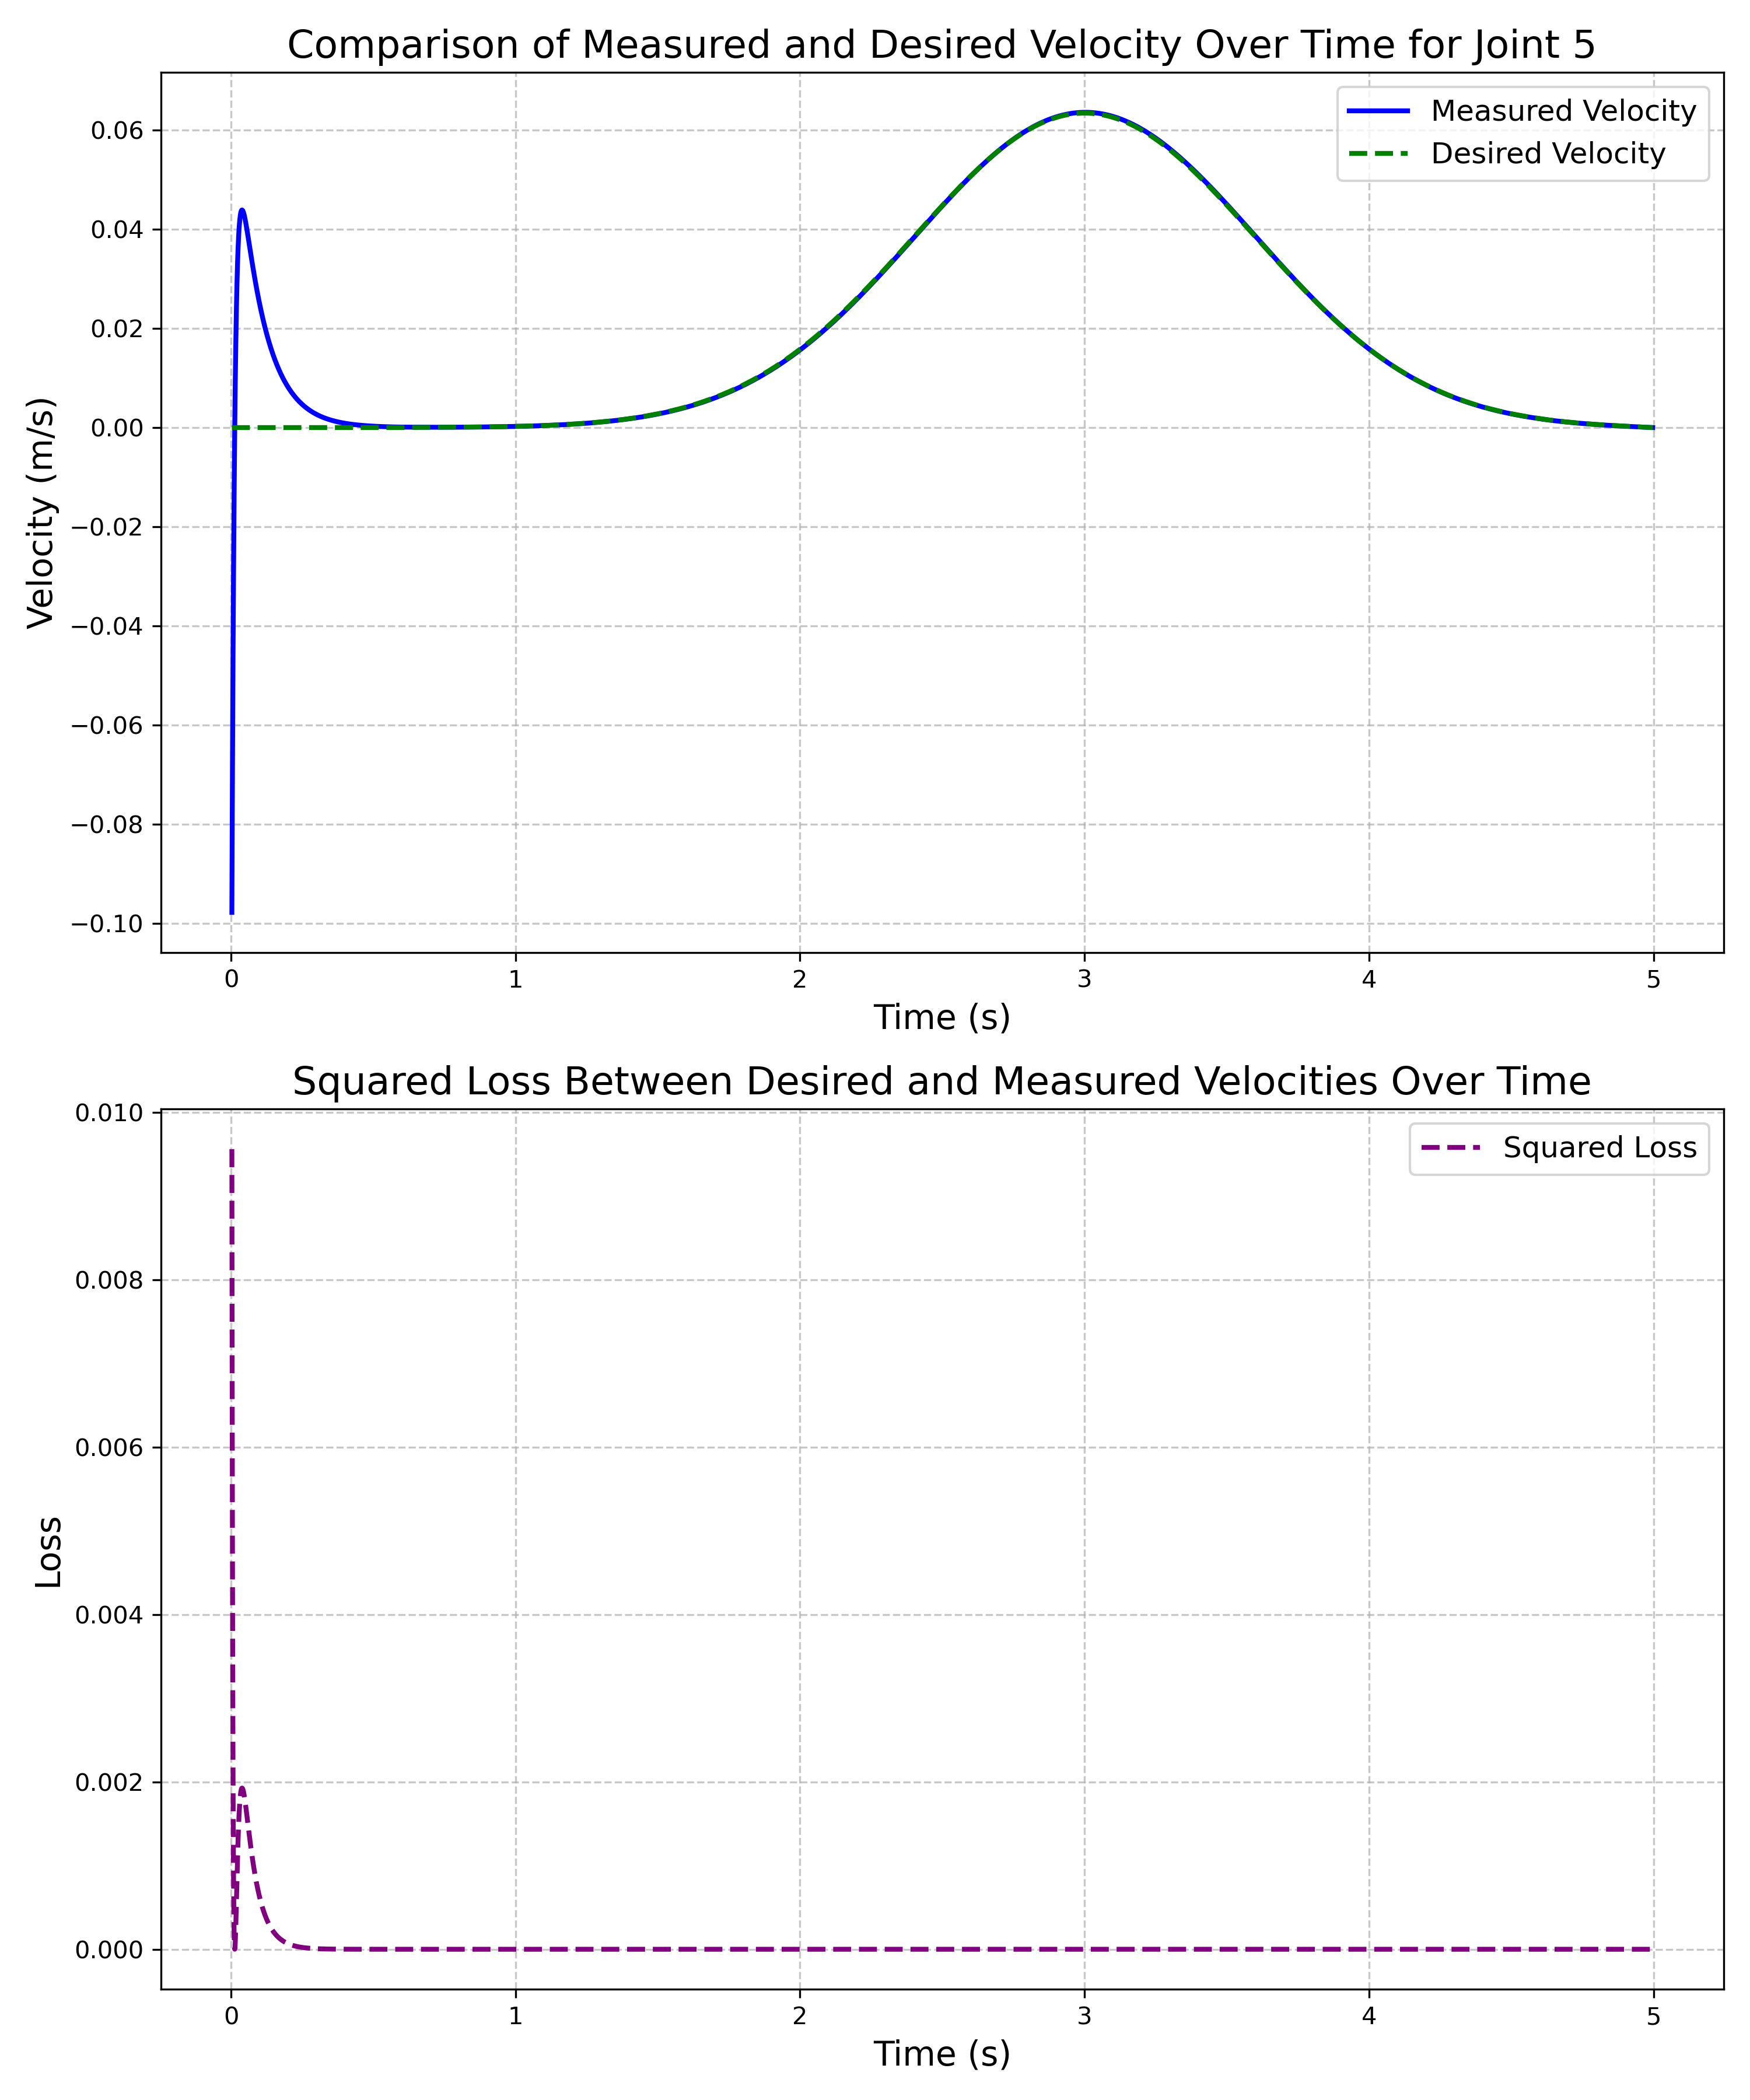 Comparison of Measured and Desired Velocity Over Time for Joint 5
Measured Velocity
Desired Velocity
0.06
0.04
0.02
0.00
−0.02
−0.04
−0.06
−0.08
−0.10
Velocity (m/s)
0 1 2 3 4 5
Time (s)
Squared Loss Between Desired and Measured Velocities Over Time
Squared Loss
0.010
0.008
0.006
0.004
0.002
0.000
Loss
0 1 2 3 4 5
Time (s)